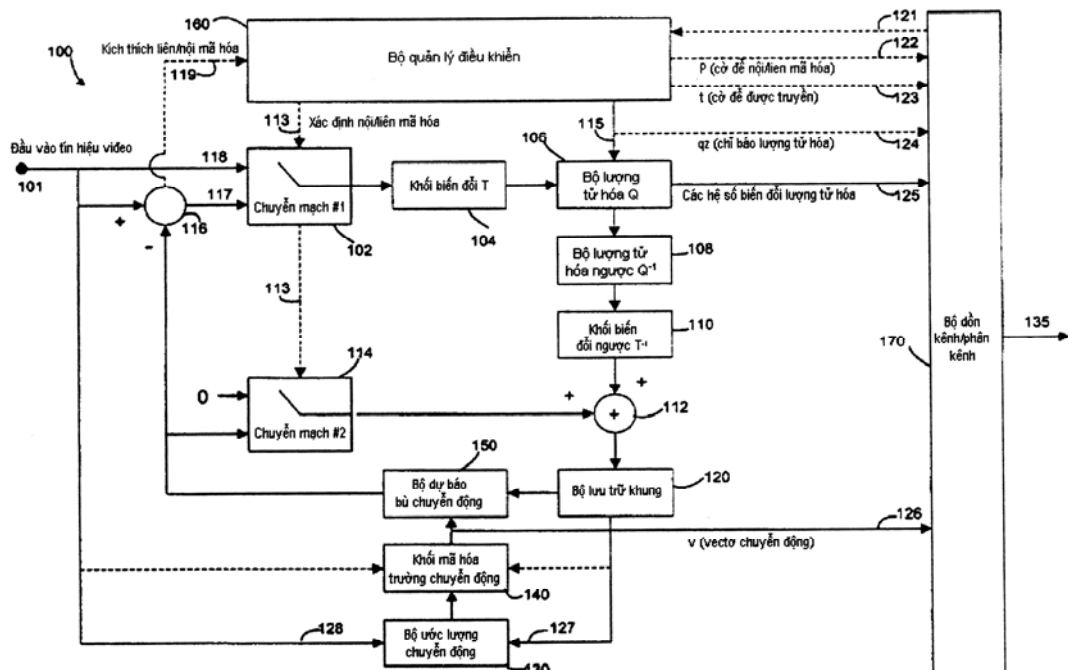 160
121
Kích thích liên/nội mã hóa
100
119
Bộ quản lý điều khiển
122
P (cờ để nội/lien mã hóa)
t (cờ để được truyền)
123
113
Xác định nội/liên mã hóa
115
106
qz (chỉ báo lượng tử hóa)
124
Đầu vào tín hiệu video
101
118
117
+
116
-
Chuyển mạch #1
102
Khối biến đổi T
104
Bộ lượng
tử hóa Q
Các hệ số biến đổi lượng tử hóa
125
Bộ lượng tử
hóa ngược Q⁻¹
108
113
Khối biến
đổi ngược T⁻¹
110
Bộ dồn
kênh/phân
kênh
135
170
114
0
Chuyển mạch #2
+
+
+
112
150
Bộ dự báo
bù chuyển động
Bộ lưu trữ khung
120
126
v (vectơ chuyển động)
Khối mã hóa
trường chuyển động
140
128
Bộ ước lượng
chuyển động
127
130